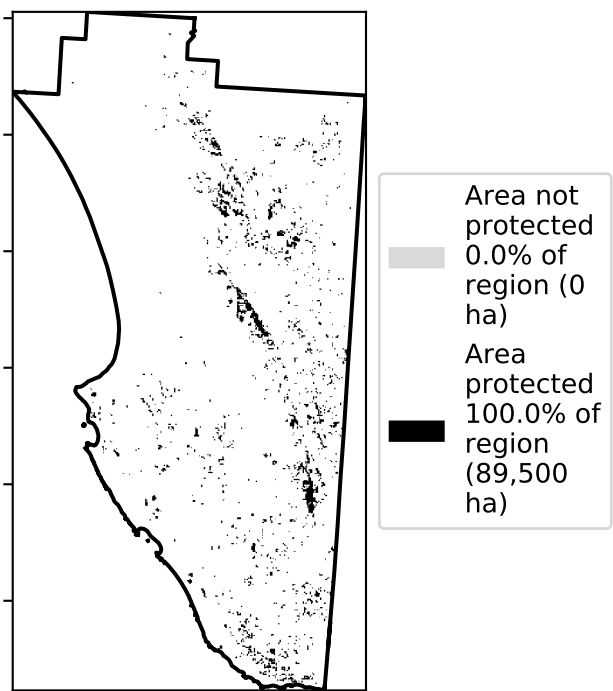 Area not
protected
0.0% of
region (0
ha)
Area
protected
100.0% of
region
(89,500
ha)